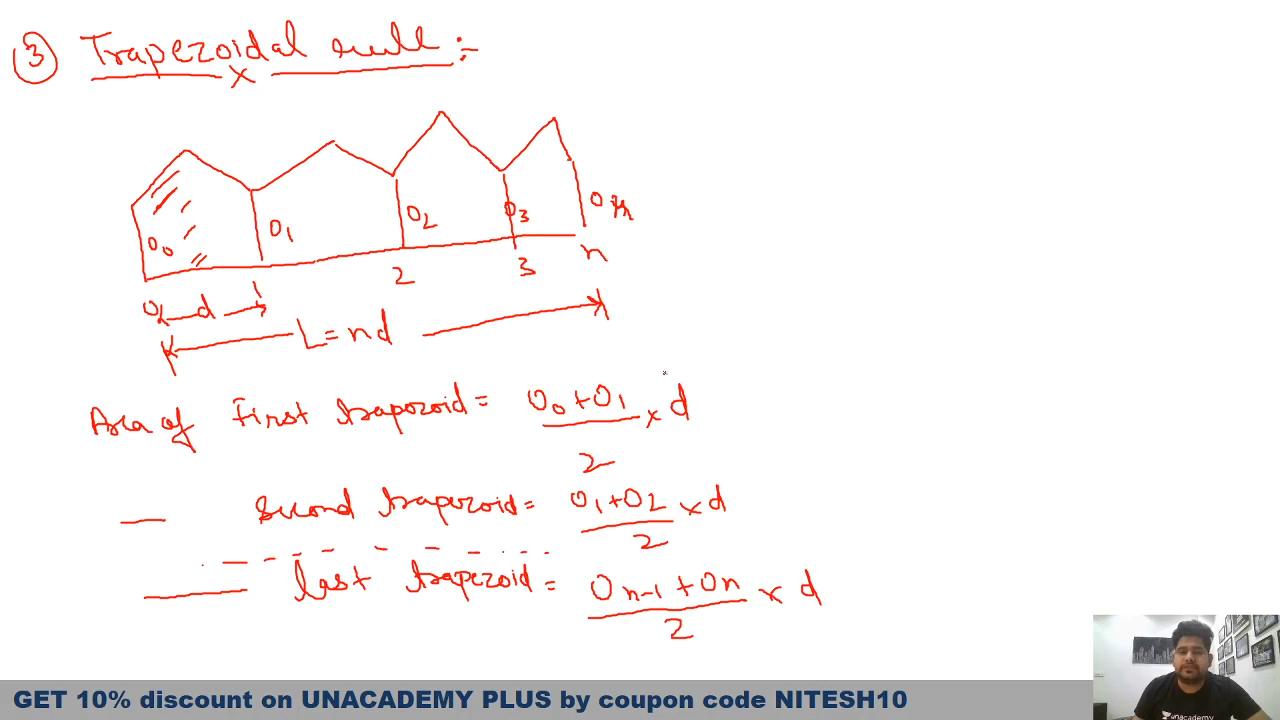 ③ Trapezoidal rule :-
O₀ O₁ O₂ O₃ Oₙ
0 1 2 3 n
d
L = nd
Area of First trapezoid = O₀+O₁/2 × d
— Second trapezoid = O₁+O₂/2 × d
— last trapezoid = Oₙ₋₁+Oₙ/2 × d
unacademy
GET 10% discount on UNACADEMY PLUS by coupon code NITESH10